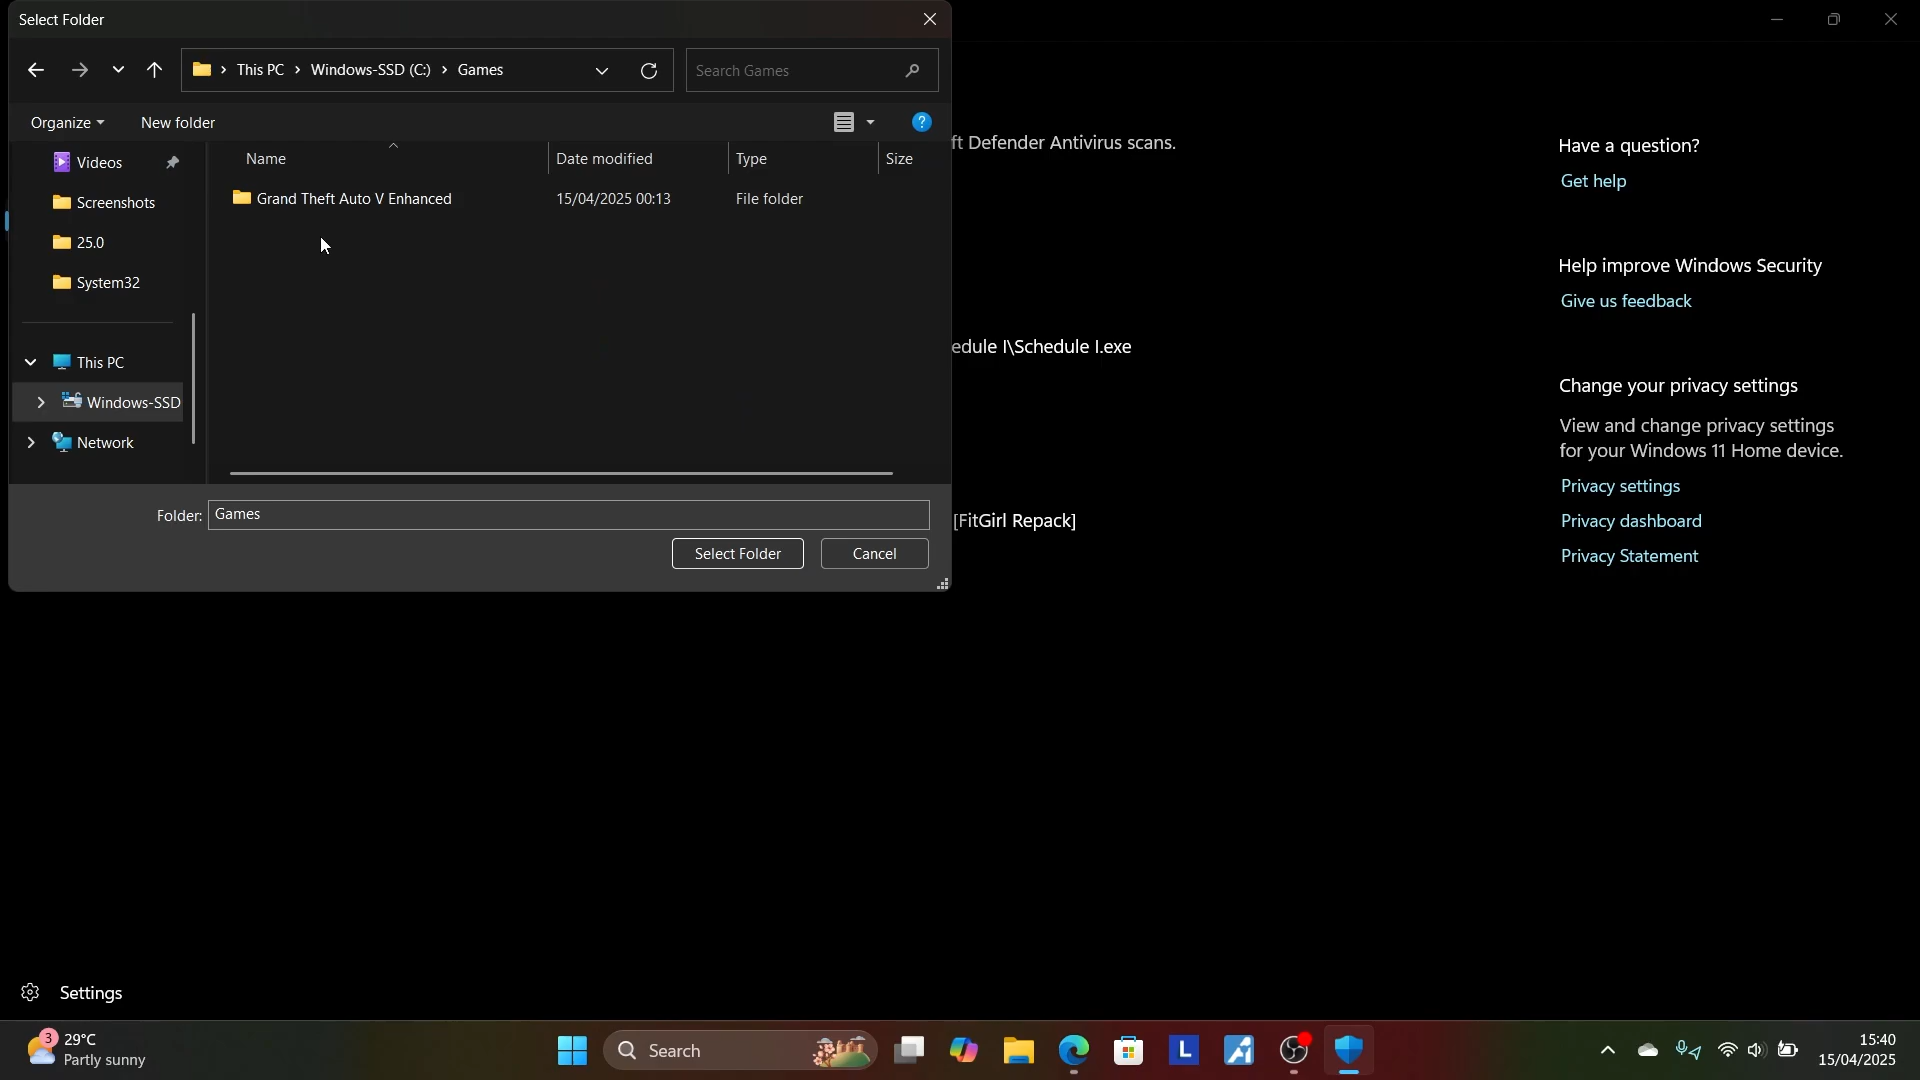 Select Folder
This PC > Windows-SSD (C:) > Games
Search Games
Organize
New folder
Videos
Screenshots
25.0
System32
This PC
Windows-SSD
Network
Name
Date modified
Type
Size
Grand Theft Auto V Enhanced
15/04/2025 00:13
File folder
Folder:
Games
Select Folder
Cancel
ft Defender Antivirus scans.
edule I\Schedule I.exe
[FitGirl Repack]
Have a question?
Get help
Help improve Windows Security
Give us feedback
Change your privacy settings
View and change privacy settings
for your Windows 11 Home device.
Privacy settings
Privacy dashboard
Privacy Statement
Settings
3
29°C
Partly sunny
Search
L
15:40
15/04/2025